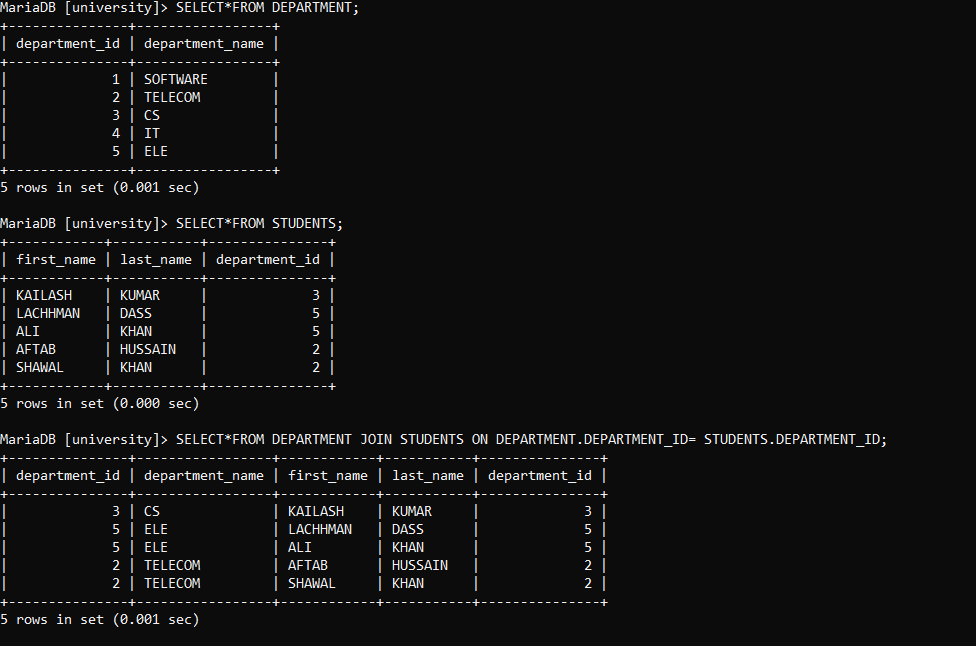 MariaDB [university]> SELECT*FROM DEPARTMENT;
+---------------+-----------------+
| department_id | department_name |
+---------------+-----------------+
|             1 | SOFTWARE        |
|             2 | TELECOM         |
|             3 | CS              |
|             4 | IT              |
|             5 | ELE             |
+---------------+-----------------+
5 rows in set (0.001 sec)

MariaDB [university]> SELECT*FROM STUDENTS;
+------------+-----------+---------------+
| first_name | last_name | department_id |
+------------+-----------+---------------+
| KAILASH    | KUMAR     |             3 |
| LACHHMAN   | DASS      |             5 |
| ALI        | KHAN      |             5 |
| AFTAB      | HUSSAIN   |             2 |
| SHAWAL     | KHAN      |             2 |
+------------+-----------+---------------+
5 rows in set (0.000 sec)

MariaDB [university]> SELECT*FROM DEPARTMENT JOIN STUDENTS ON DEPARTMENT.DEPARTMENT_ID= STUDENTS.DEPARTMENT_ID;
+---------------+-----------------+------------+-----------+---------------+
| department_id | department_name | first_name | last_name | department_id |
+---------------+-----------------+------------+-----------+---------------+
|             3 | CS              | KAILASH    | KUMAR     |             3 |
|             5 | ELE             | LACHHMAN   | DASS      |             5 |
|             5 | ELE             | ALI        | KHAN      |             5 |
|             2 | TELECOM         | AFTAB      | HUSSAIN   |             2 |
|             2 | TELECOM         | SHAWAL     | KHAN      |             2 |
+---------------+-----------------+------------+-----------+---------------+
5 rows in set (0.001 sec)